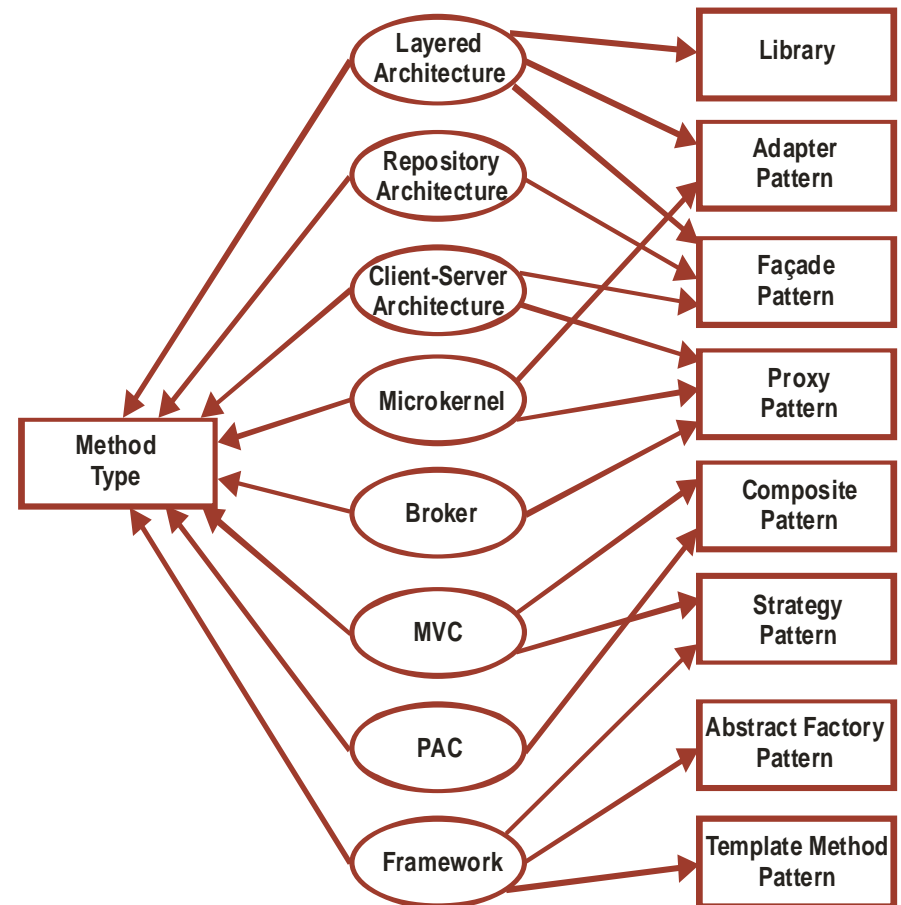 Layered
Architecture
Repository
Architecture
Client-Server
Architecture
Microkernel
Method
Type
Broker
MVC
PAC
Framework
Library
Adapter
Pattern
Façade
Pattern
Proxy
Pattern
Composite
Pattern
Strategy
Pattern
Abstract Factory
Pattern
Template Method
Pattern